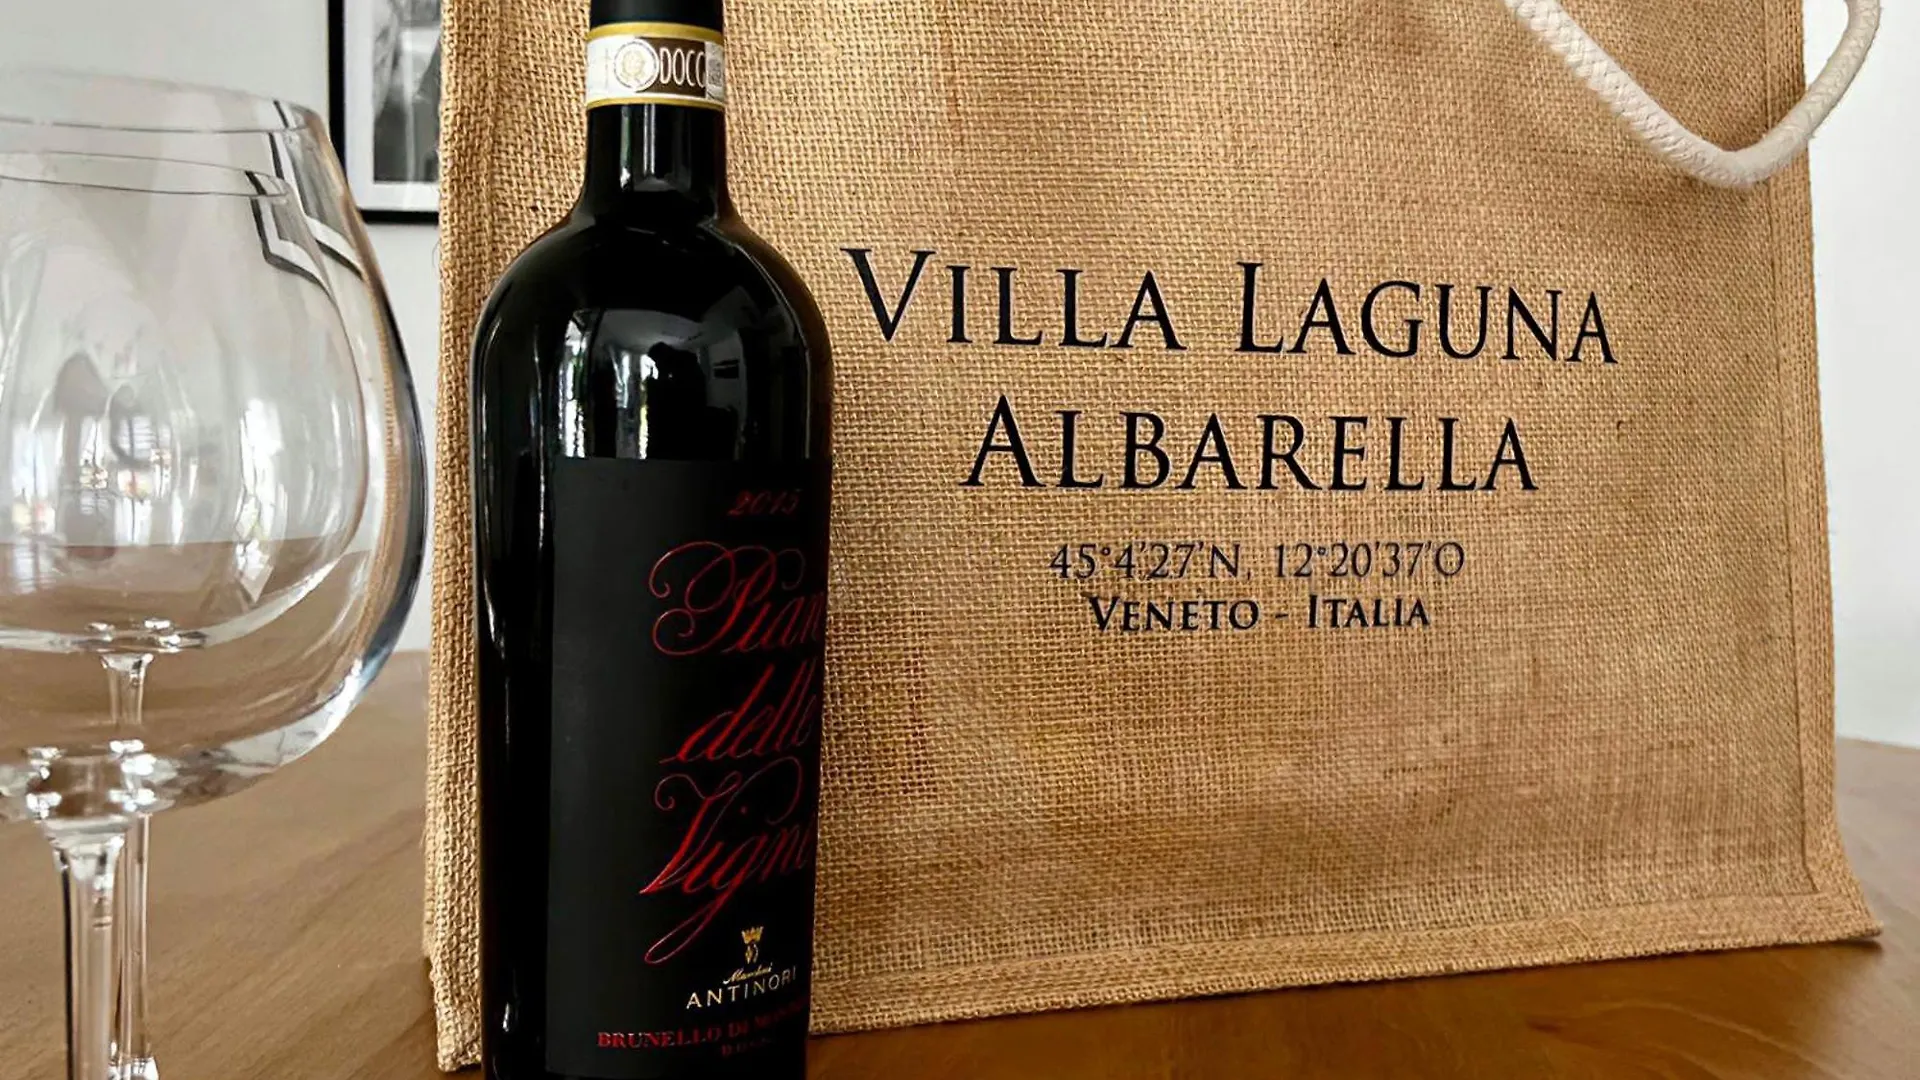 DOCG
2015
Pian
delle
Vigne
Marchesi
ANTINORI
BRUNELLO DI
VILLA LAGUNA
ALBARELLA
45°4'27'N, 12°20'37'O
VENETO - ITALIA